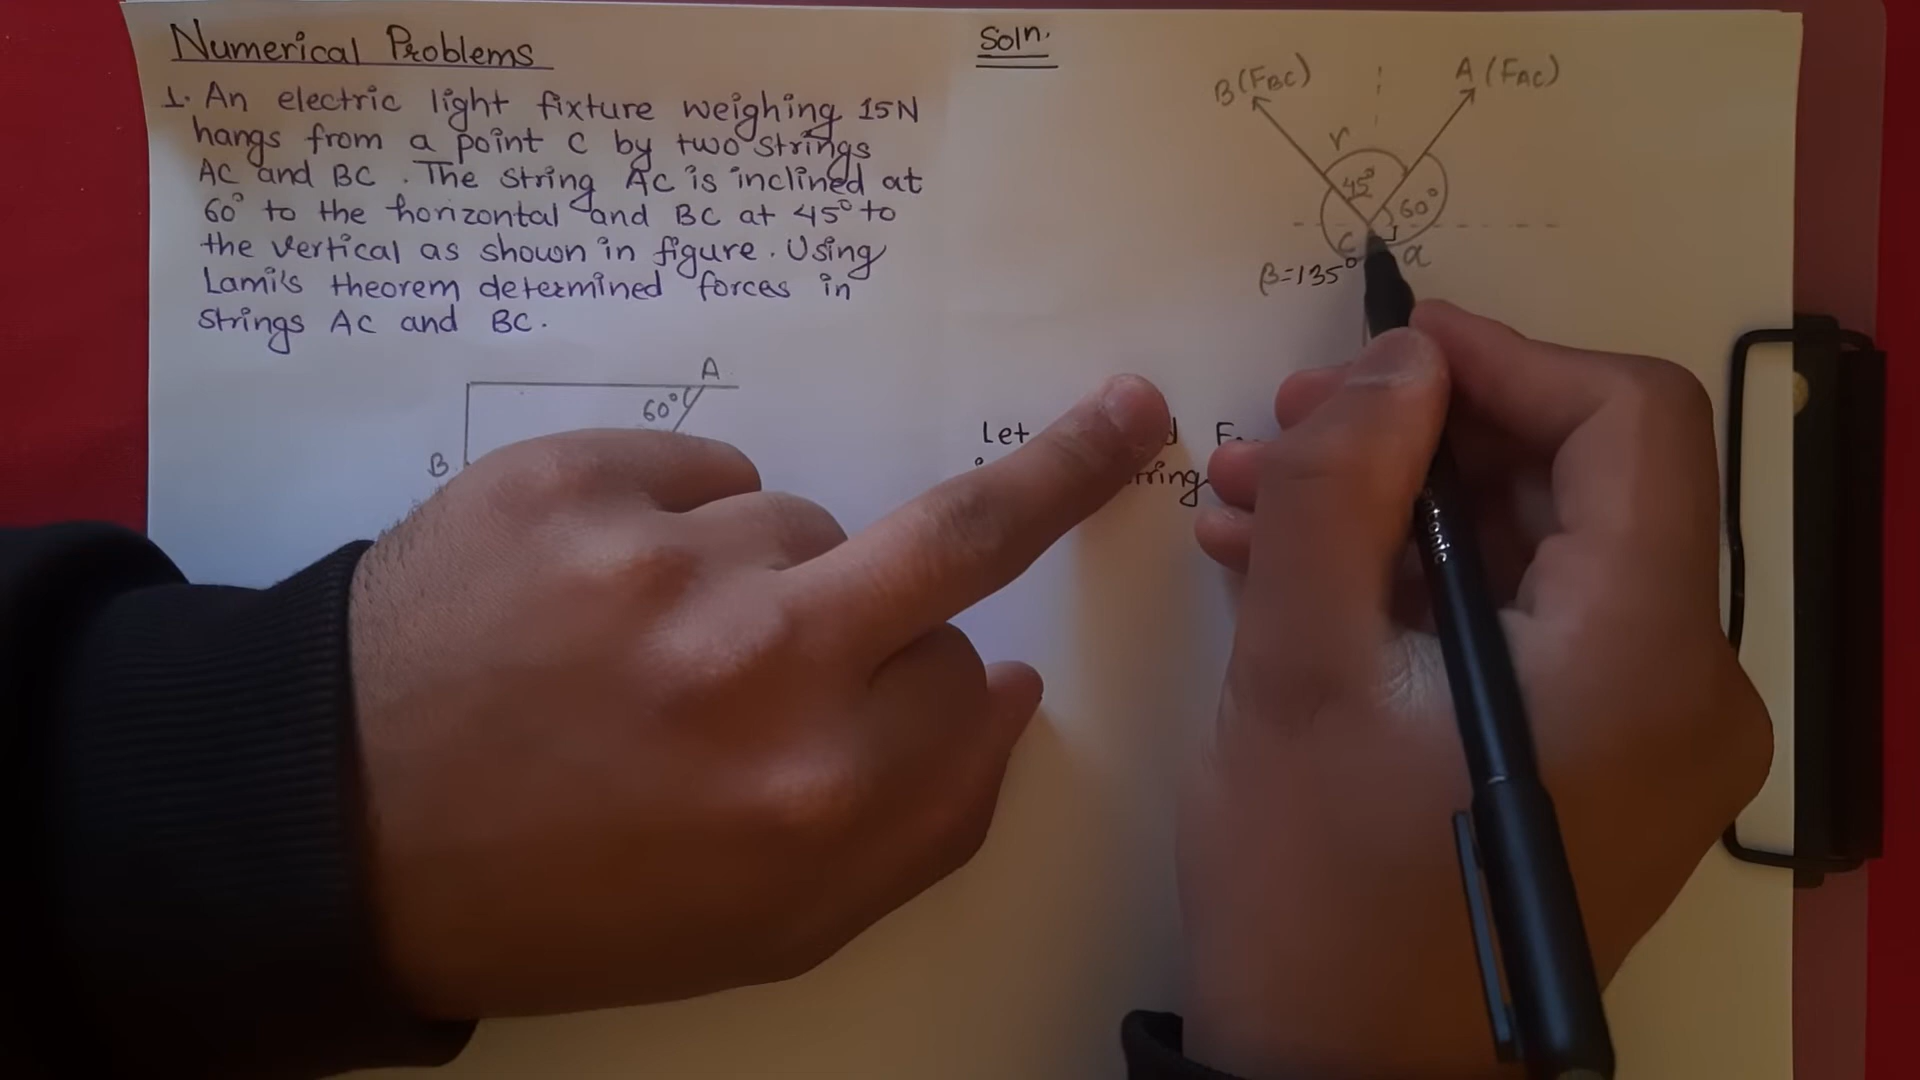 Numerical Problems
1. An electric light fixture weighing 15N
hangs from a point C by two strings
AC and BC. The string AC is inclined at
60° to the horizontal and BC at 45° to
the vertical as shown in figure. Using
Lami's theorem determined forces in
strings AC and BC.
A
60°
B
Soln.
B (FBC)
A (FAC)
r
45°
60°
C
α
β=135°
Let